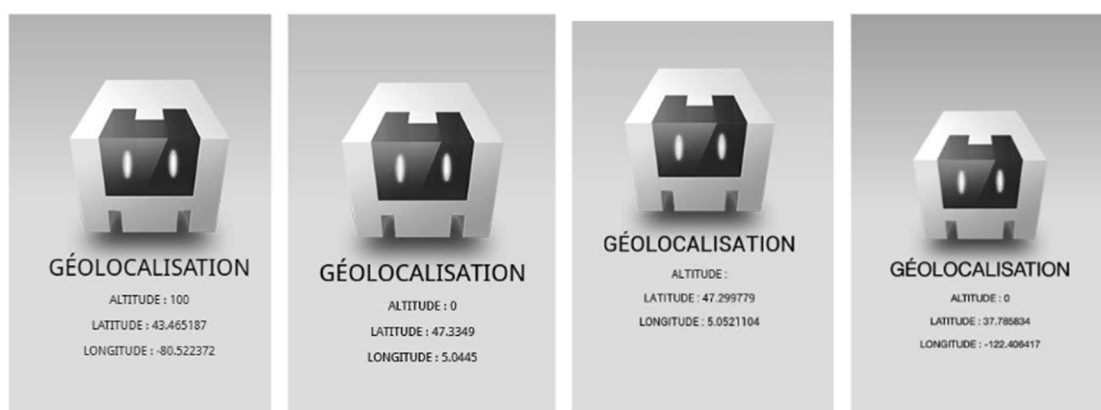 GÉOLOCALISATION
ALTITUDE : 100
LATITUDE : 43.465187
LONGITUDE : -80.522372
GÉOLOCALISATION
ALTITUDE : 0
LATITUDE : 47.3349
LONGITUDE : 5.0445
GÉOLOCALISATION
ALTITUDE :
LATITUDE : 47.299779
LONGITUDE : 5.0521104
GÉOLOCALISATION
ALTITUDE : 0
LATITUDE : 37.785834
LONGITUDE : -122.406417